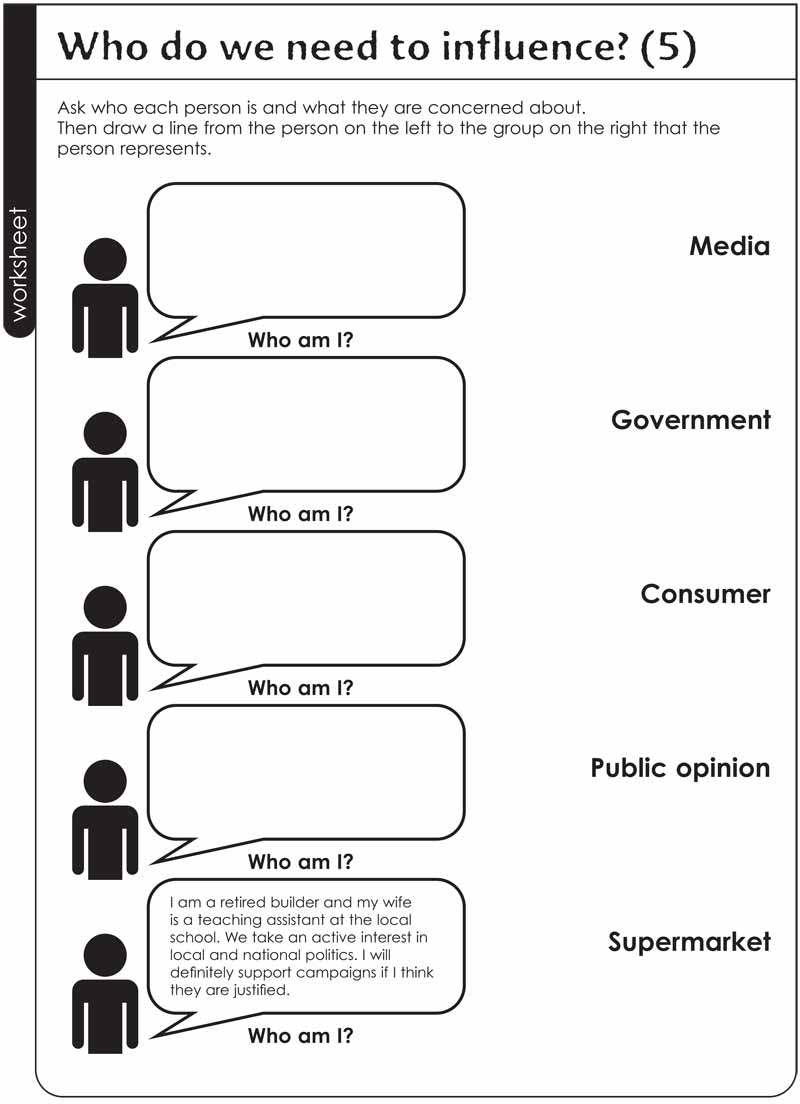 Who do we need to influence? (5)
worksheet
Ask who each person is and what they are concerned about.
Then draw a line from the person on the left to the group on the right that the
person represents.
Media
Who am I?
Government
Who am I?
Consumer
Who am I?
Public opinion
Who am I?
I am a retired builder and my wife
is a teaching assistant at the local
school. We take an active interest in
local and national politics. I will
definitely support campaigns if I think
they are justified.
Supermarket
Who am I?